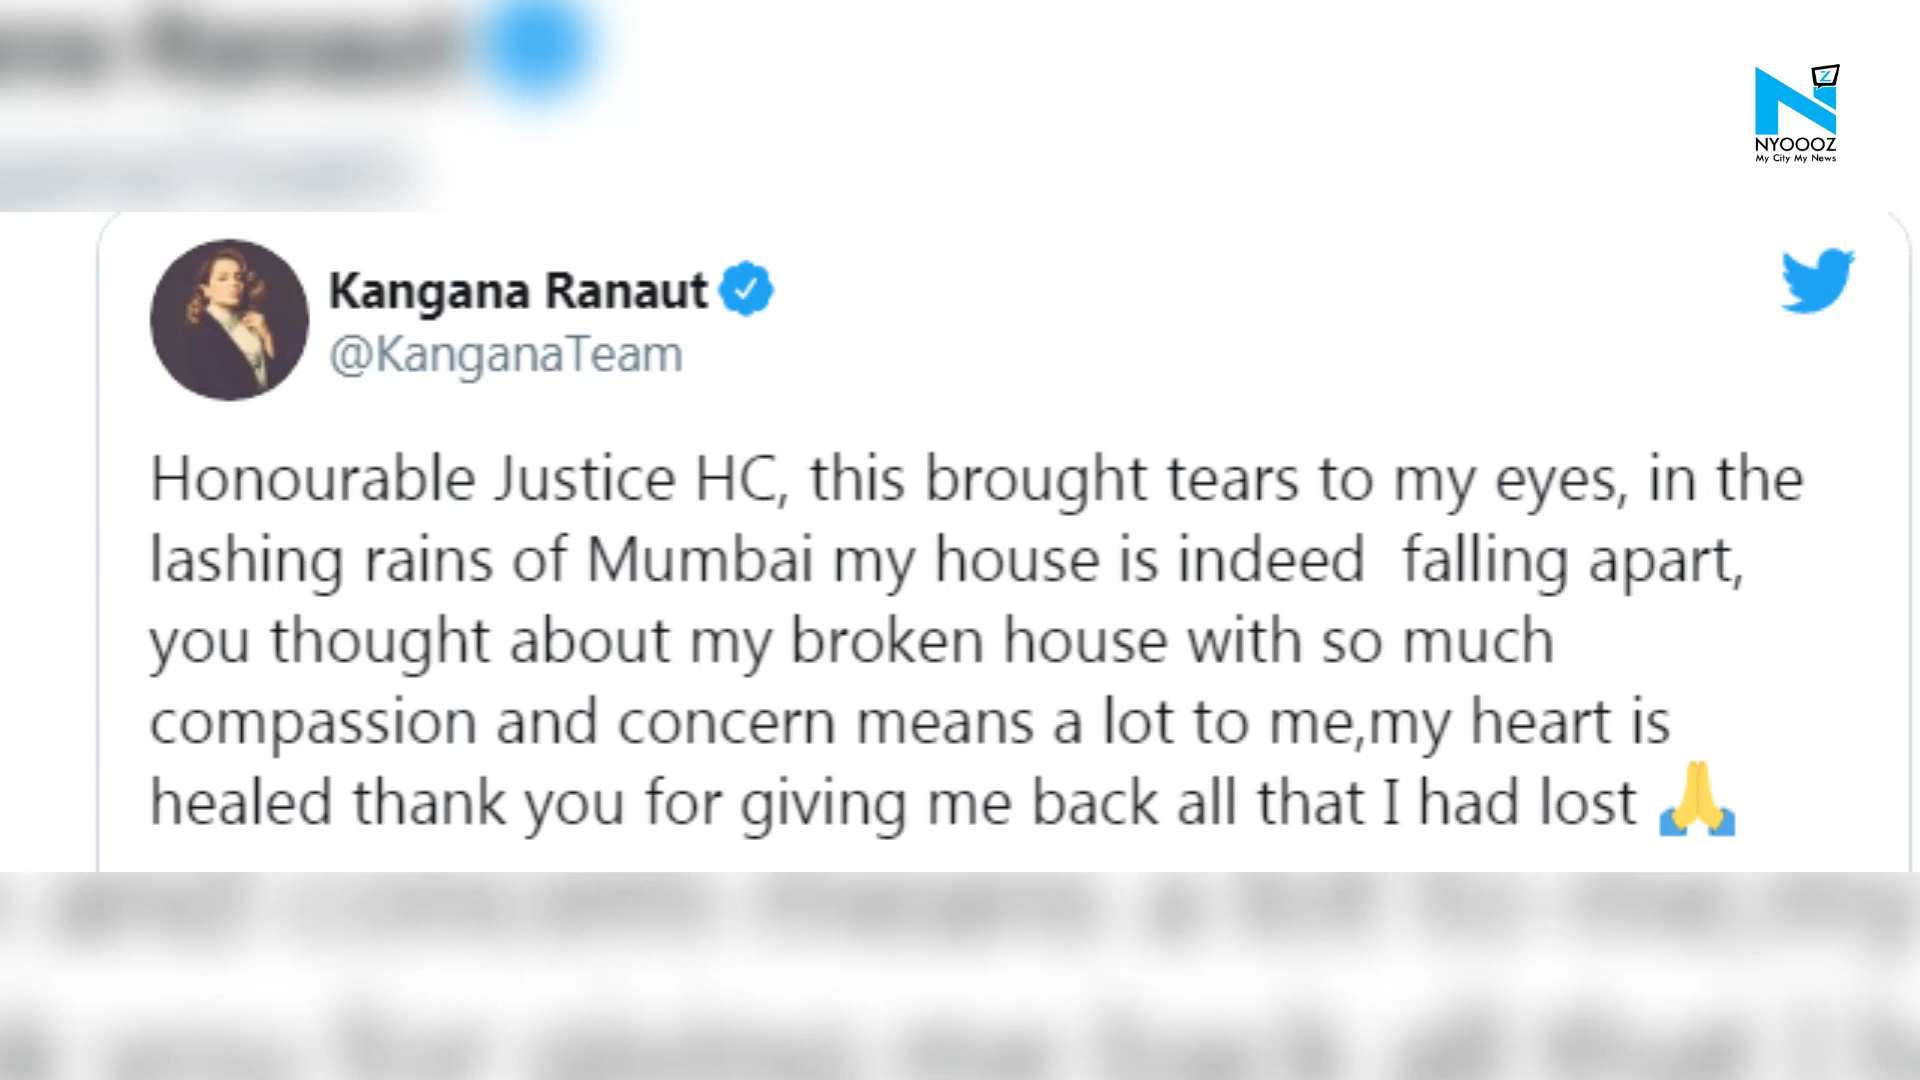 NYOOOZ
My City My News
Kangana Ranaut
@KanganaTeam
Honourable Justice HC, this brought tears to my eyes, in the
lashing rains of Mumbai my house is indeed  falling apart,
you thought about my broken house with so much
compassion and concern means a lot to me,my heart is
healed thank you for giving me back all that I had lost 🙏